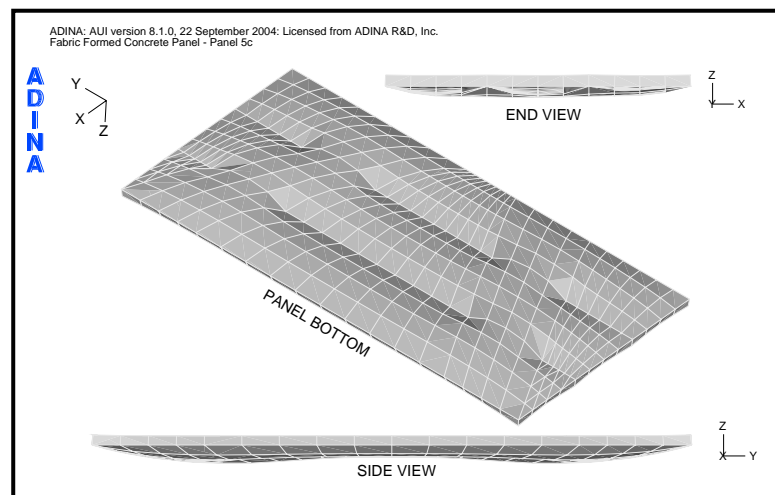 ADINA: AUI version 8.1.0, 22 September 2004: Licensed from ADINA R&D, Inc.
Fabric Formed Concrete Panel - Panel 5c
A
D
I
N
A
Y
X
Z
Z
Y X
END VIEW
PANEL BOTTOM
Z
X Y
SIDE VIEW